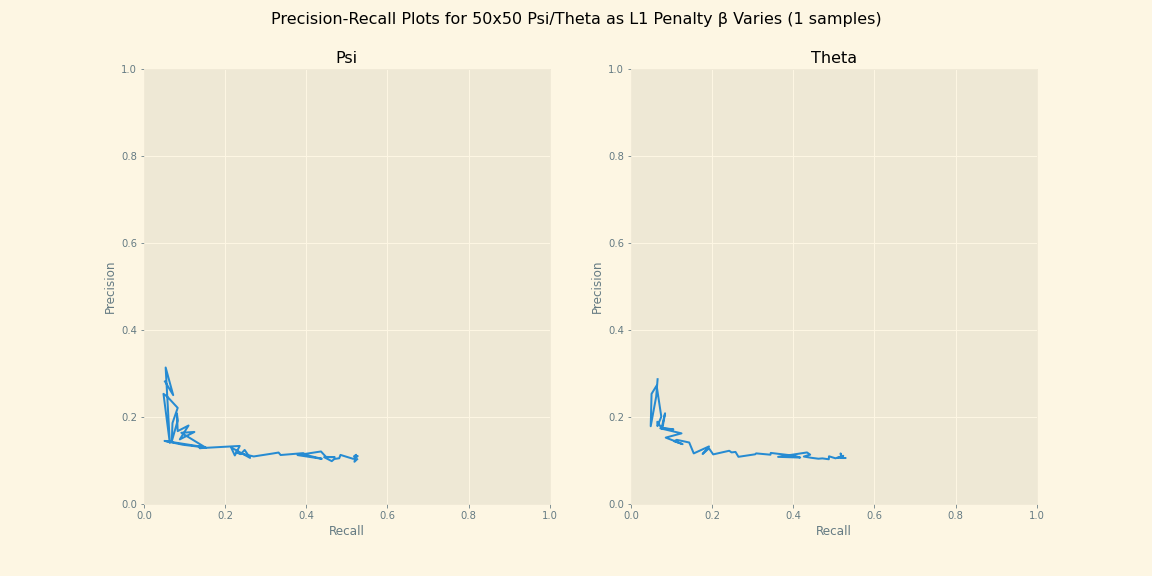 Precision-Recall Plots for 50x50 Psi/Theta as L1 Penalty β Varies (1 samples)
Psi
Theta
1.0
0.8
0.6
0.4
0.2
0.0
Precision
0.0 0.2 0.4 0.6 0.8 1.0
Recall
1.0
0.8
0.6
0.4
0.2
0.0
Precision
0.0 0.2 0.4 0.6 0.8 1.0
Recall